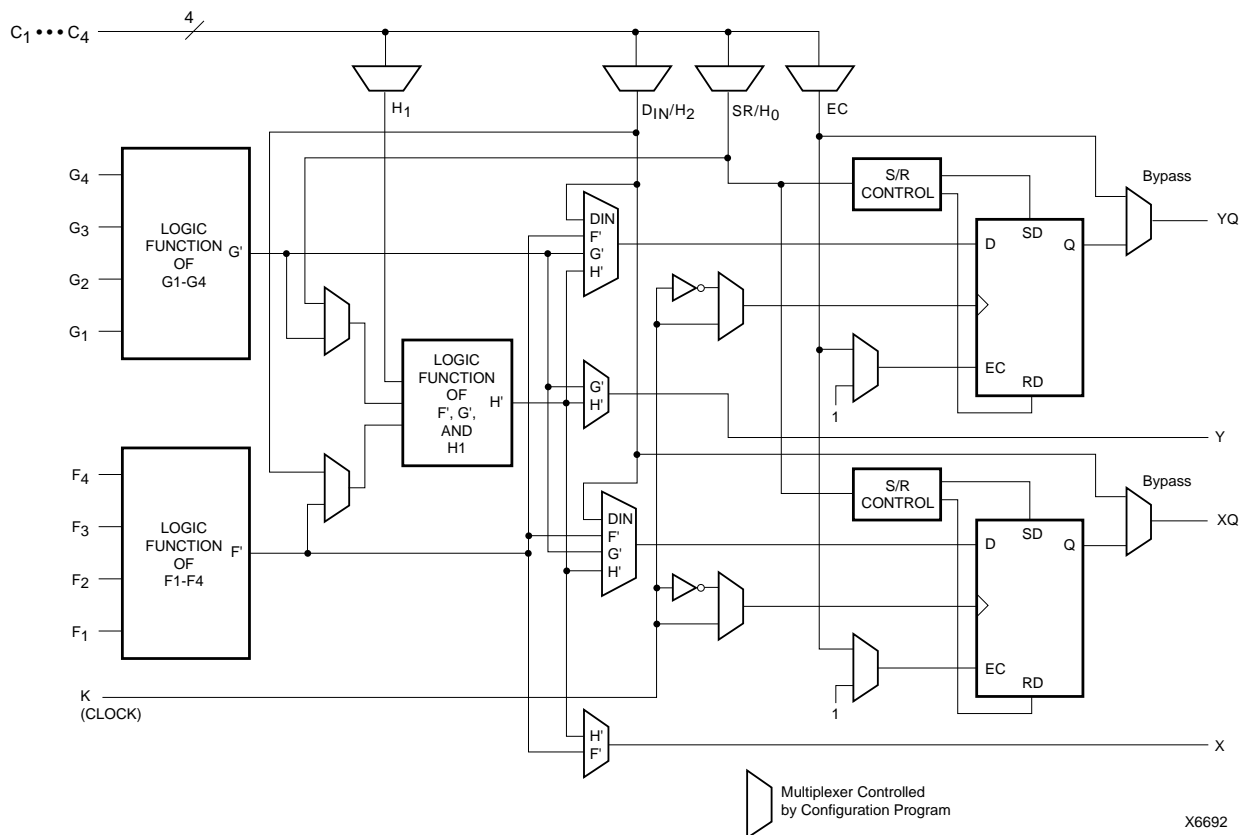 C1 ••• C4
4
H1
DIN/H2
SR/H0
EC
G4
G3
G2
G1
LOGIC
FUNCTION
OF
G1-G4
G'
DIN
F'
G'
H'
S/R
CONTROL
Bypass
D
SD
Q
YQ
EC
RD
1
LOGIC
FUNCTION
OF
F', G',
AND
H1
H'
G'
H'
Y
F4
F3
F2
F1
LOGIC
FUNCTION
OF
F1-F4
F'
DIN
F'
G'
H'
S/R
CONTROL
Bypass
D
SD
Q
XQ
EC
RD
1
K
(CLOCK)
H'
F'
X
Multiplexer Controlled
by Configuration Program
X6692